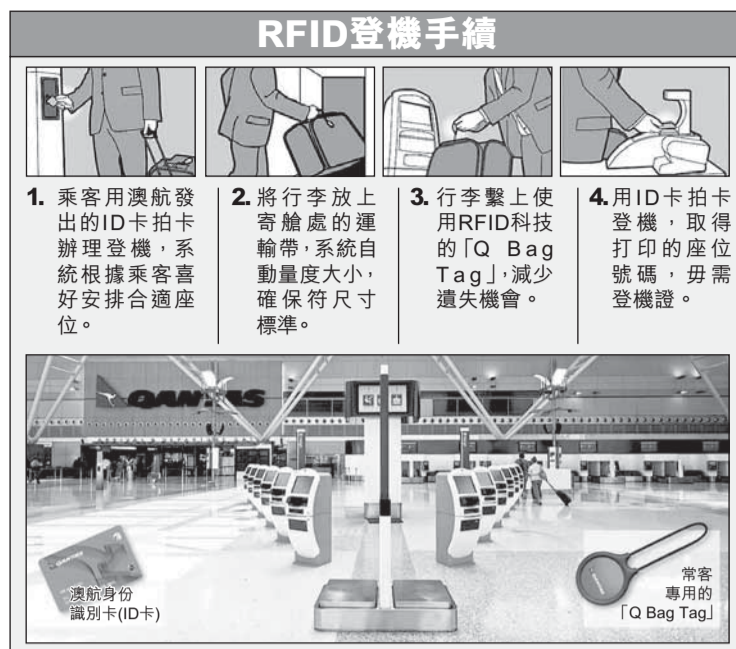 RFID登機手續
1. 乘客用澳航發
出的ID卡拍卡
辦理登機，系
統根據乘客喜
好安排合適座
位。
2. 將行李放上
寄艙處的運
輸帶，系統自
動量度大小，
確保符尺寸
標準。
3. 行李繫上使
用RFID科技
的「Q Bag
Tag」，減少
遺失機會。
4. 用ID卡拍卡
登機，取得
打印的座位
號碼，毋需
登機證。
QANTAS
QANTAS
澳航身份
識別卡(ID卡)
常客
專用的
「Q Bag Tag」